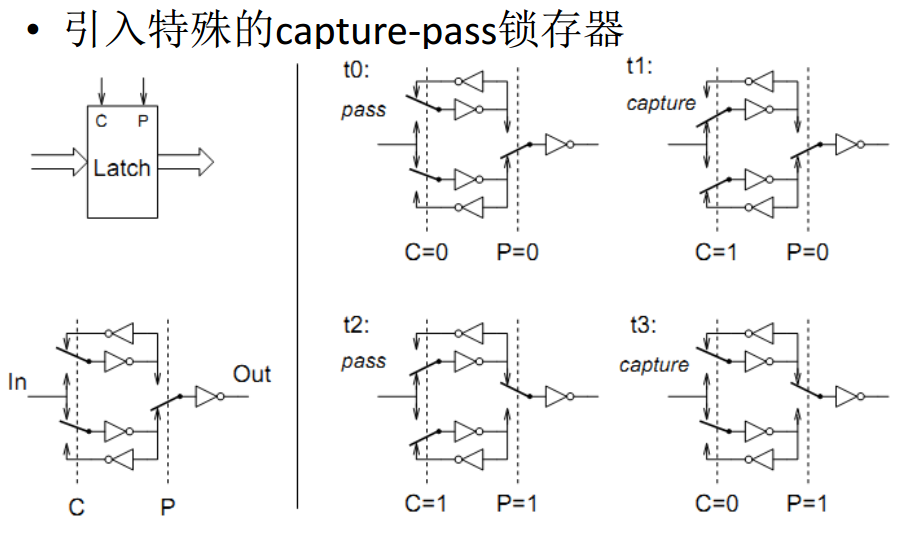 • 引入特殊的capture-pass锁存器
C P
Latch
In
Out
C P
t0:
pass
C=0 P=0
t1:
capture
C=1 P=0
t2:
pass
C=1 P=1
t3:
capture
C=0 P=1